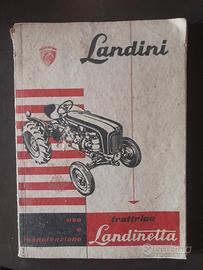 Landini
uso
e
manutenzione
trattrice
Landinetta